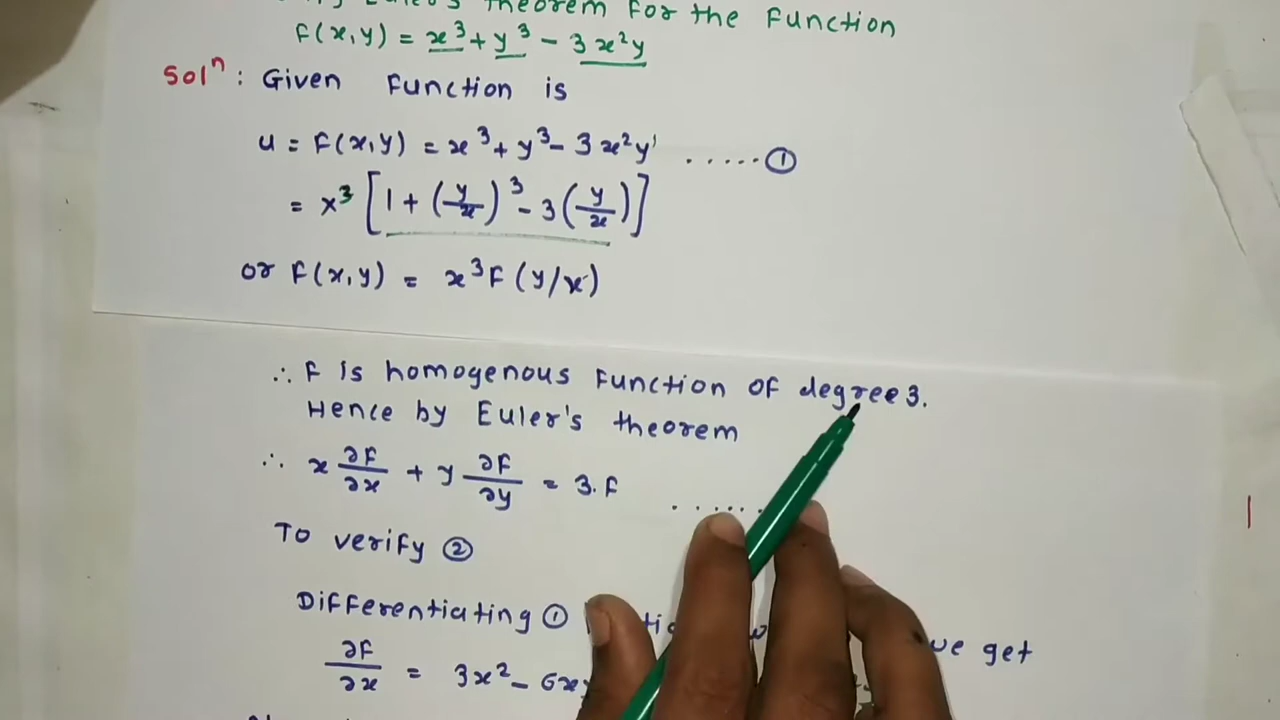 Euler's theorem for the function
f(x,y) = x³ + y³ - 3x²y
Solⁿ : Given function is
u = f(x,y) = x³ + y³ - 3x²y' ......①
= x³ [1 + (y/x)³ - 3(y/x)]
or f(x,y) = x³ f(y/x)
∴ f is homogenous function of degree 3.
Hence by Euler's theorem
∴ x ∂f/∂x + y ∂f/∂y = 3.f ......
To verify ②
Differentiating ① we get
∂f/∂x = 3x² - 6x